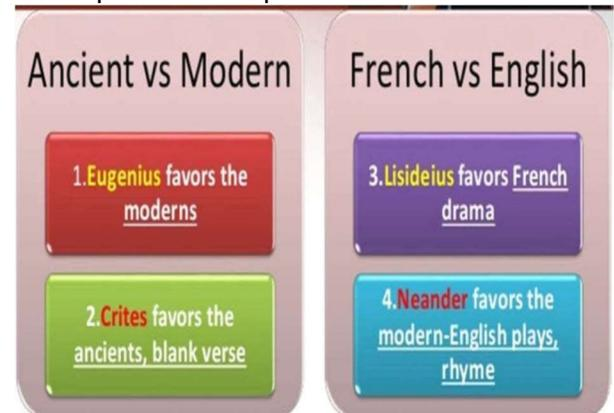 Ancient vs Modern
1.Eugenius favors the
moderns
2.Crites favors the
ancients, blank verse
French vs English
3.Lisideius favors French
drama
4.Neander favors the
modern-English plays,
rhyme